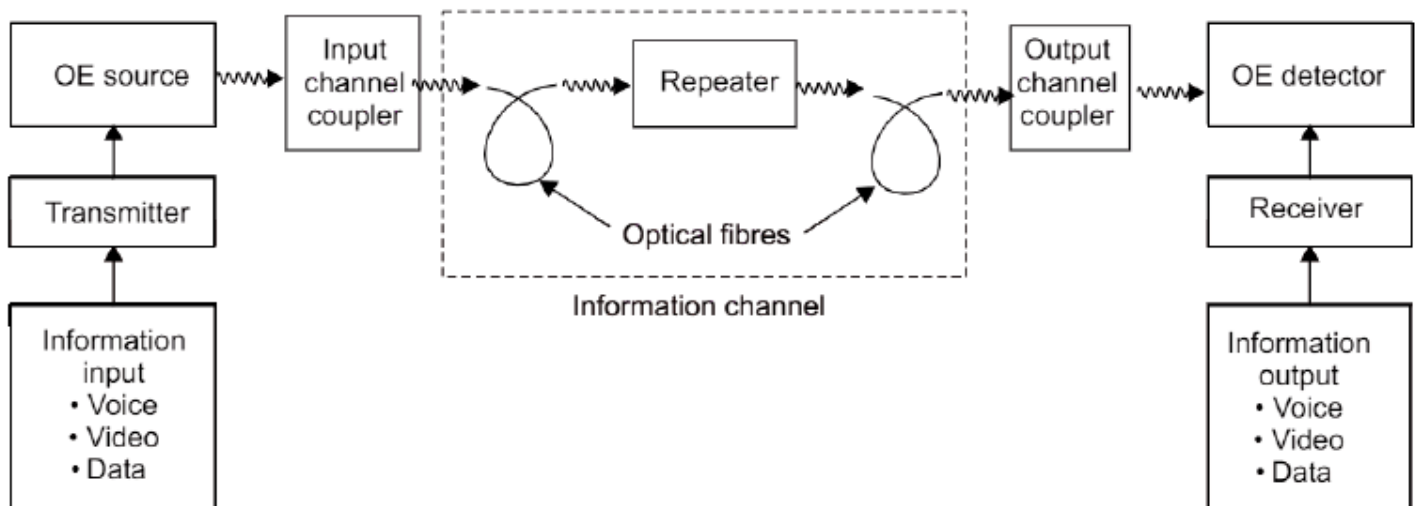 OE source
Input
channel
coupler
Repeater
Output
channel
coupler
OE detector
Transmitter
Optical fibres
Receiver
Information channel
Information
input
• Voice
• Video
• Data
Information
output
• Voice
• Video
• Data